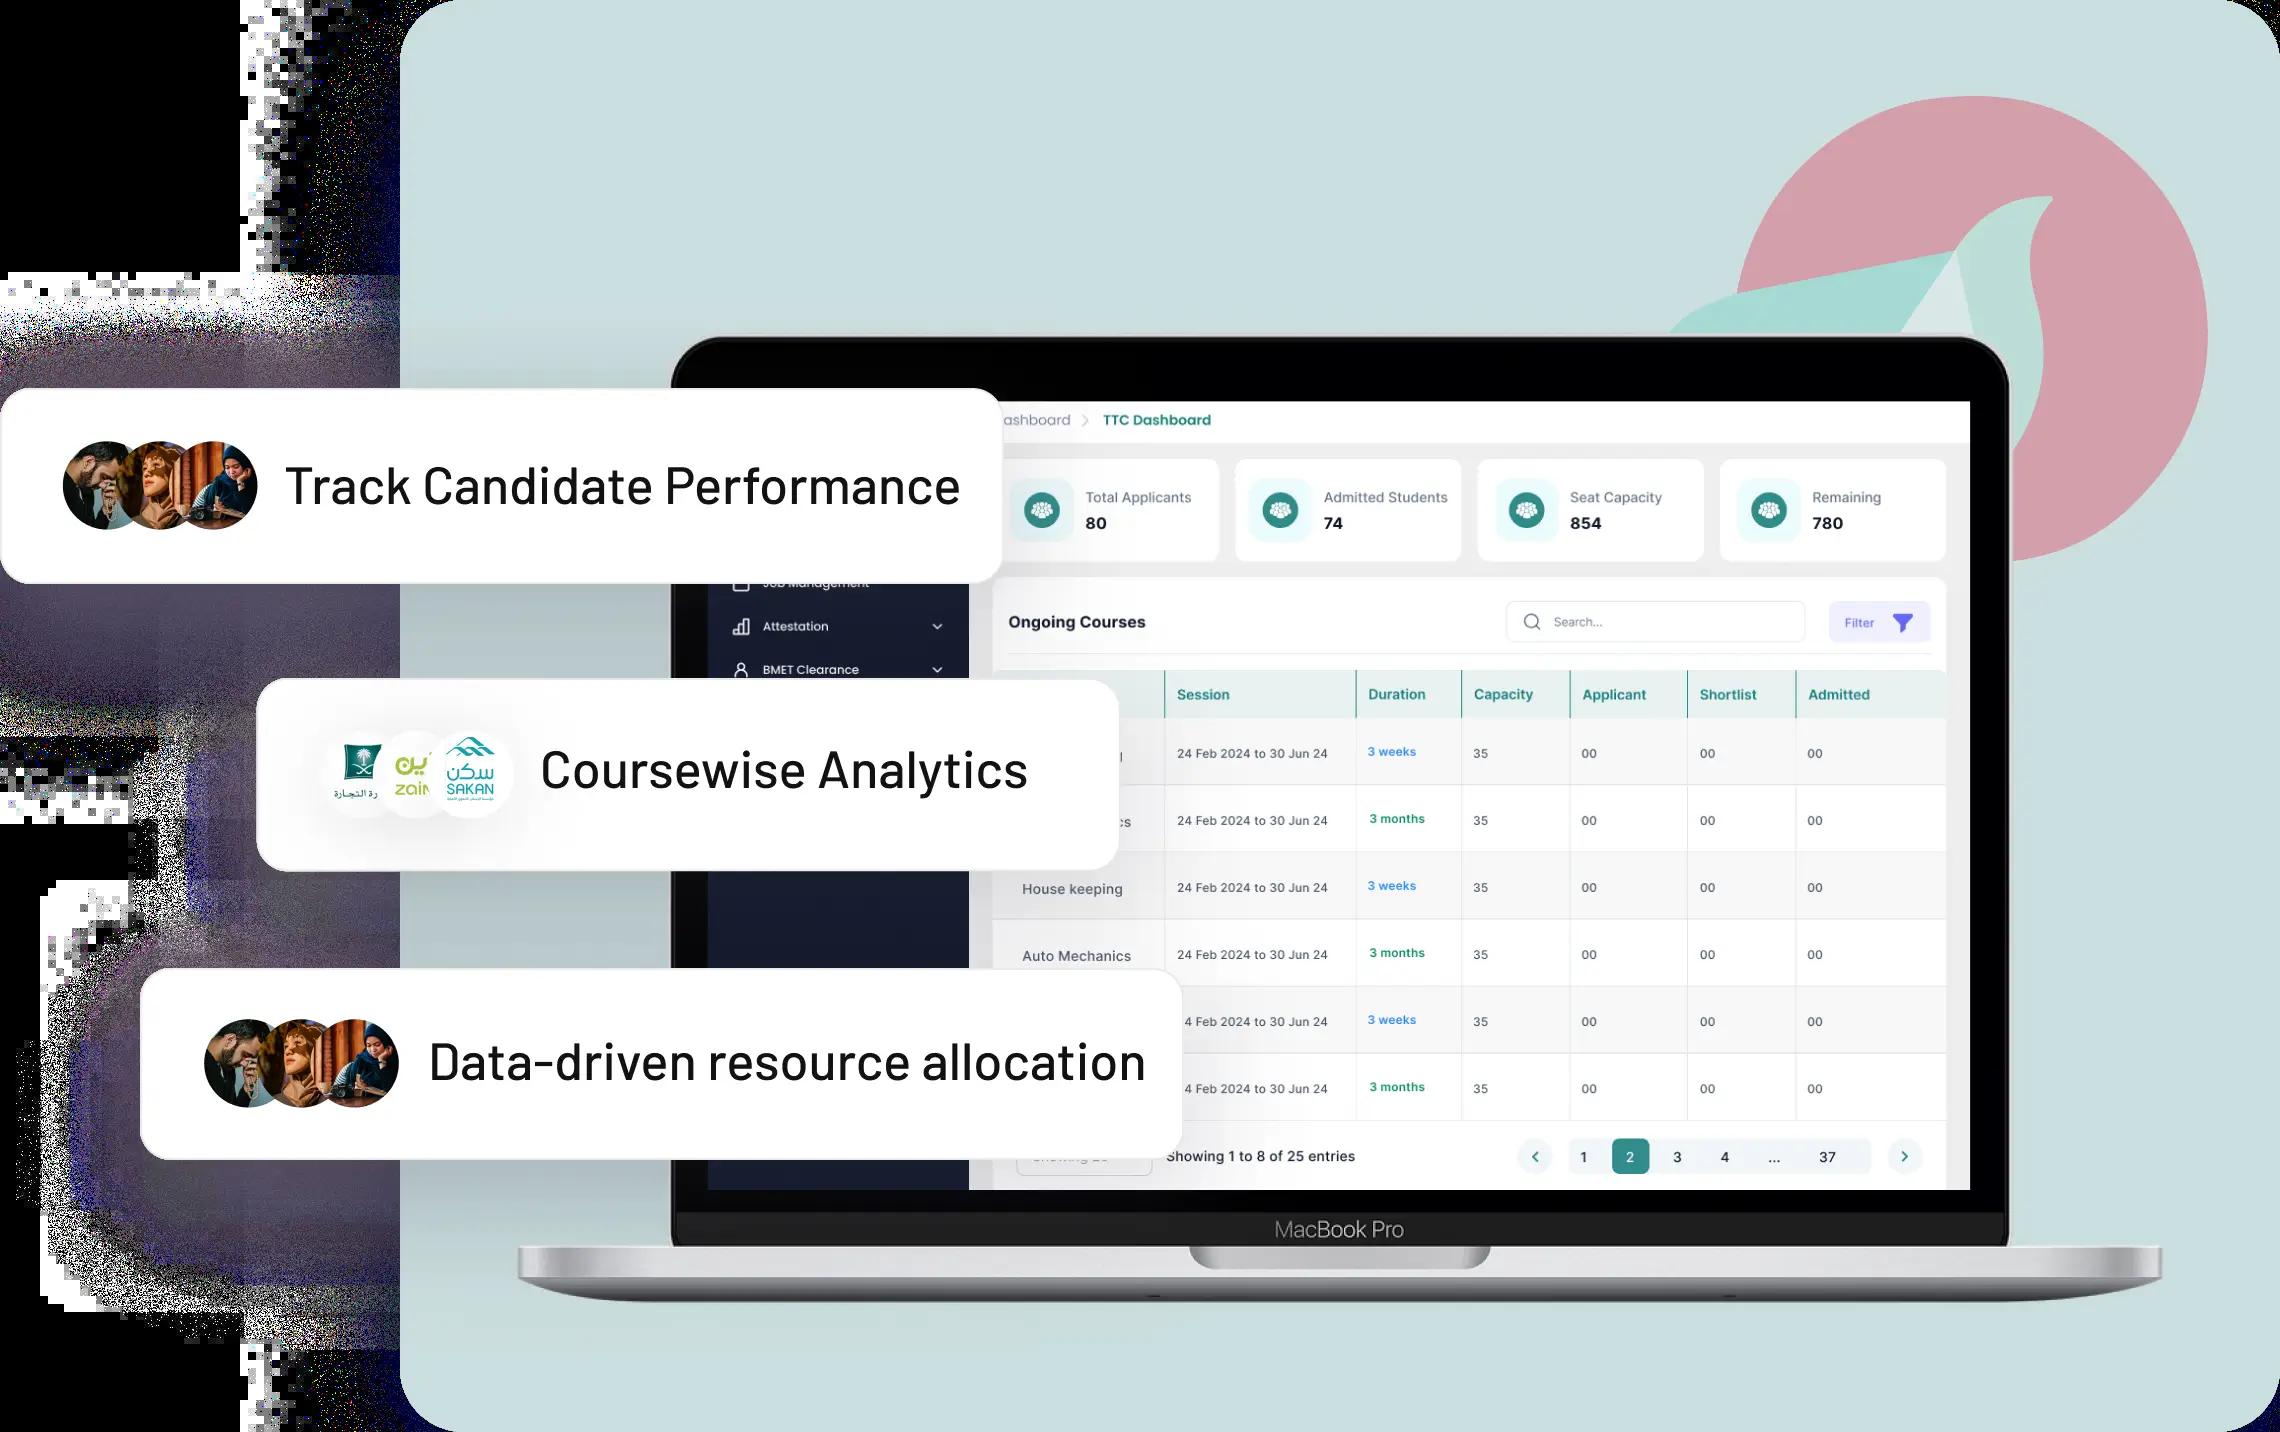 TTC Dashboard
Track Candidate Performance
Total Applicants
80
Admitted Students
74
Seat Capacity
854
Remaining
780
Attestation
BMET Clearance
Ongoing Courses
Search...
Filter
Session Duration Capacity Applicant Shortlist Admitted
24 Feb 2024 to 30 Jun 24 3 weeks 35 00 00 00
Coursewise Analytics
رة التجارة
zain
سكن
SAKAN
24 Feb 2024 to 30 Jun 24 3 months 35 00 00 00
House keeping 24 Feb 2024 to 30 Jun 24 3 weeks 35 00 00 00
Auto Mechanics 24 Feb 2024 to 30 Jun 24 3 months 35 00 00 00
4 Feb 2024 to 30 Jun 24 3 weeks 35 00 00 00
Data-driven resource allocation
4 Feb 2024 to 30 Jun 24 3 months 35 00 00 00
Showing 1 to 8 of 25 entries
1 2 3 4 ... 37
MacBook Pro